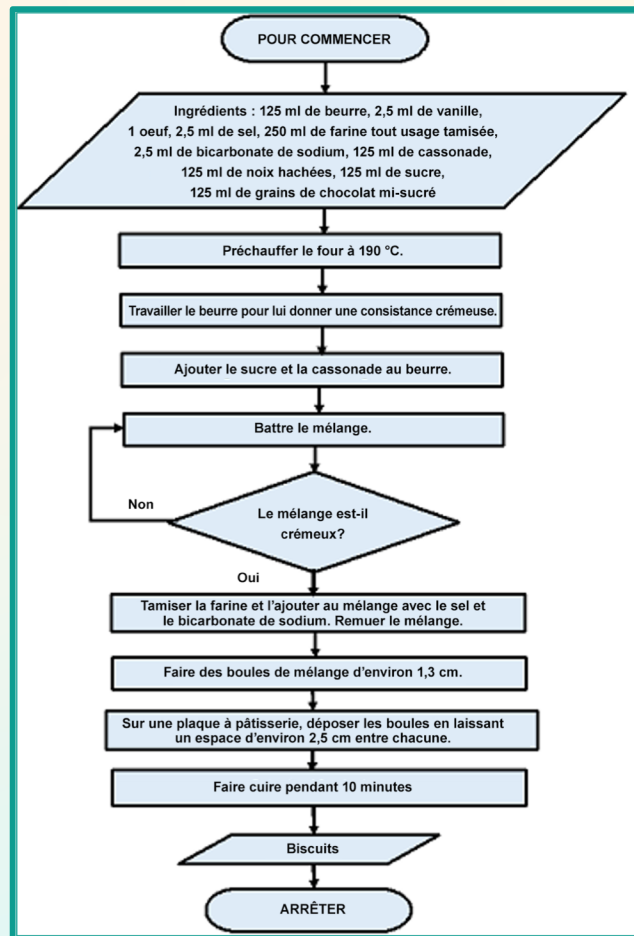 POUR COMMENCER
Ingrédients : 125 ml de beurre, 2,5 ml de vanille,
1 oeuf, 2,5 ml de sel, 250 ml de farine tout usage tamisée,
2,5 ml de bicarbonate de sodium, 125 ml de cassonade,
125 ml de noix hachées, 125 ml de sucre,
125 ml de grains de chocolat mi-sucré
Préchauffer le four à 190 °C.
Travailler le beurre pour lui donner une consistance crémeuse.
Ajouter le sucre et la cassonade au beurre.
Battre le mélange.
Non
Le mélange est-il
crémeux?
Oui
Tamiser la farine et l'ajouter au mélange avec le sel et
le bicarbonate de sodium. Remuer le mélange.
Faire des boules de mélange d'environ 1,3 cm.
Sur une plaque à pâtisserie, déposer les boules en laissant
un espace d'environ 2,5 cm entre chacune.
Faire cuire pendant 10 minutes
Biscuits
ARRÊTER